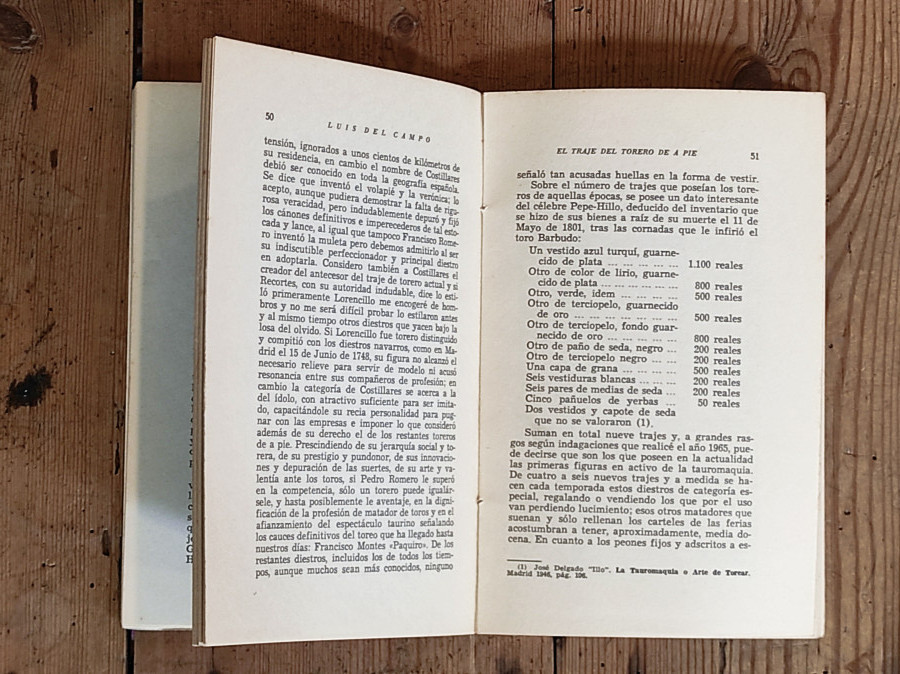 50
LUIS DEL CAMPO
tensión, ignorados a unos cientos de kilómetros de
su residencia, en cambio el nombre de Costillares
debió ser conocido en toda la geografía española.
Se dice que inventó el volapié y la verónica; lo
acepto, aunque pudiera demostrar la falta de rigu-
rosa veracidad, pero indudablemente depuró y fijó
los cánones definitivos e imperecederos de tal esto-
cada y lance, al igual que tampoco Francisco Rome-
ro inventó la muleta pero debemos admitirlo al ser
su indiscutible perfeccionador y principal diestro
en adoptarla. Considero también a Costillares el
creador del antecesor del traje de torero actual y si
Recortes, con su autoridad indudable, dice lo esti-
ló primeramente Lorencillo me encogeré de hom-
bros y no me será difícil probar lo estilaron antes
y al mismo tiempo otros diestros que yacen bajo la
losa del olvido. Si Lorencillo fue torero distinguido
y compitió con los diestros navarros, como en Ma-
drid el 15 de Junio de 1748, su figura no alcanzó el
necesario relieve para servir de modelo ni acusó
resonancia entre sus compañeros de profesión; en
cambio la categoría de Costillares se acerca a la
del ídolo, con atractivo suficiente para ser imita-
do, capacitándole su recia personalidad para pug-
nar con las empresas e imponer lo que consideró
además de su derecho el de los restantes toreros
de a pie. Prescindiendo de su jerarquía social y to-
rera, de su prestigio y pundonor, de sus innovacio-
nes y depuración de las suertes, de su arte y va-
lentía ante los toros, si Pedro Romero le superó
en la competencia, sólo un torero puede igualár-
sele, y hasta posiblemente le aventaje, en la digni-
ficación de la profesión de matador de toros y en el
afianzamiento del espectáculo taurino señalando
los cauces definitivos del toreo que ha llegado hasta
nuestros días: Francisco Montes «Paquiro». De los
restantes diestros, incluidos los de todos los tiem-
pos, aunque muchos sean más conocidos, ninguno
EL TRAJE DEL TORERO DE A PIE
51
señaló tan acusadas huellas en la forma de vestir.
Sobre el número de trajes que poseían los tore-
ros de aquellas épocas, se posee un dato interesante
del célebre Pepe-Hillo, deducido del inventario que
se hizo de sus bienes a raíz de su muerte el 11 de
Mayo de 1801, tras las cornadas que le infirió el
toro Barbudo:
Un vestido azul turquí, guarne-
cido de plata ... ... ... ... ... 1.100 reales
Otro de color de lirio, guarne-
cido de plata ... ... ... ... ... 800 reales
Otro, verde, idem ... ... ... ... 500 reales
Otro de terciopelo, guarnecido
de oro ... ... ... ... ... ... ... 500 reales
Otro de terciopelo, fondo guar-
necido de oro ... ... ... ... ... 800 reales
Otro de paño de seda, negro ... 200 reales
Otro de terciopelo negro ... ... 200 reales
Una capa de grana ... ... ... ... 500 reales
Seis vestiduras blancas ... ... ... 200 reales
Seis pares de medias de seda ... 200 reales
Cinco pañuelos de yerbas ... 50 reales
Dos vestidos y capote de seda
que no se valoraron (1).
Suman en total nueve trajes y, a grandes ras-
gos según indagaciones que realicé el año 1965, pue-
de decirse que son los que poseen en la actualidad
las primeras figuras en activo de la tauromaquia.
De cuatro a seis nuevos trajes y a medida se ha-
cen cada temporada estos diestros de categoría es-
pecial, regalando o vendiendo los que por el uso
van perdiendo lucimiento; esos otros matadores que
suenan y sólo rellenan los carteles de las ferias
acostumbran a tener, aproximadamente, media do-
cena. En cuanto a los peones fijos y adscritos a es-
(1) José Delgado "Illo". La Tauromaquia o Arte de Torear.
Madrid 1946, pág. 196.